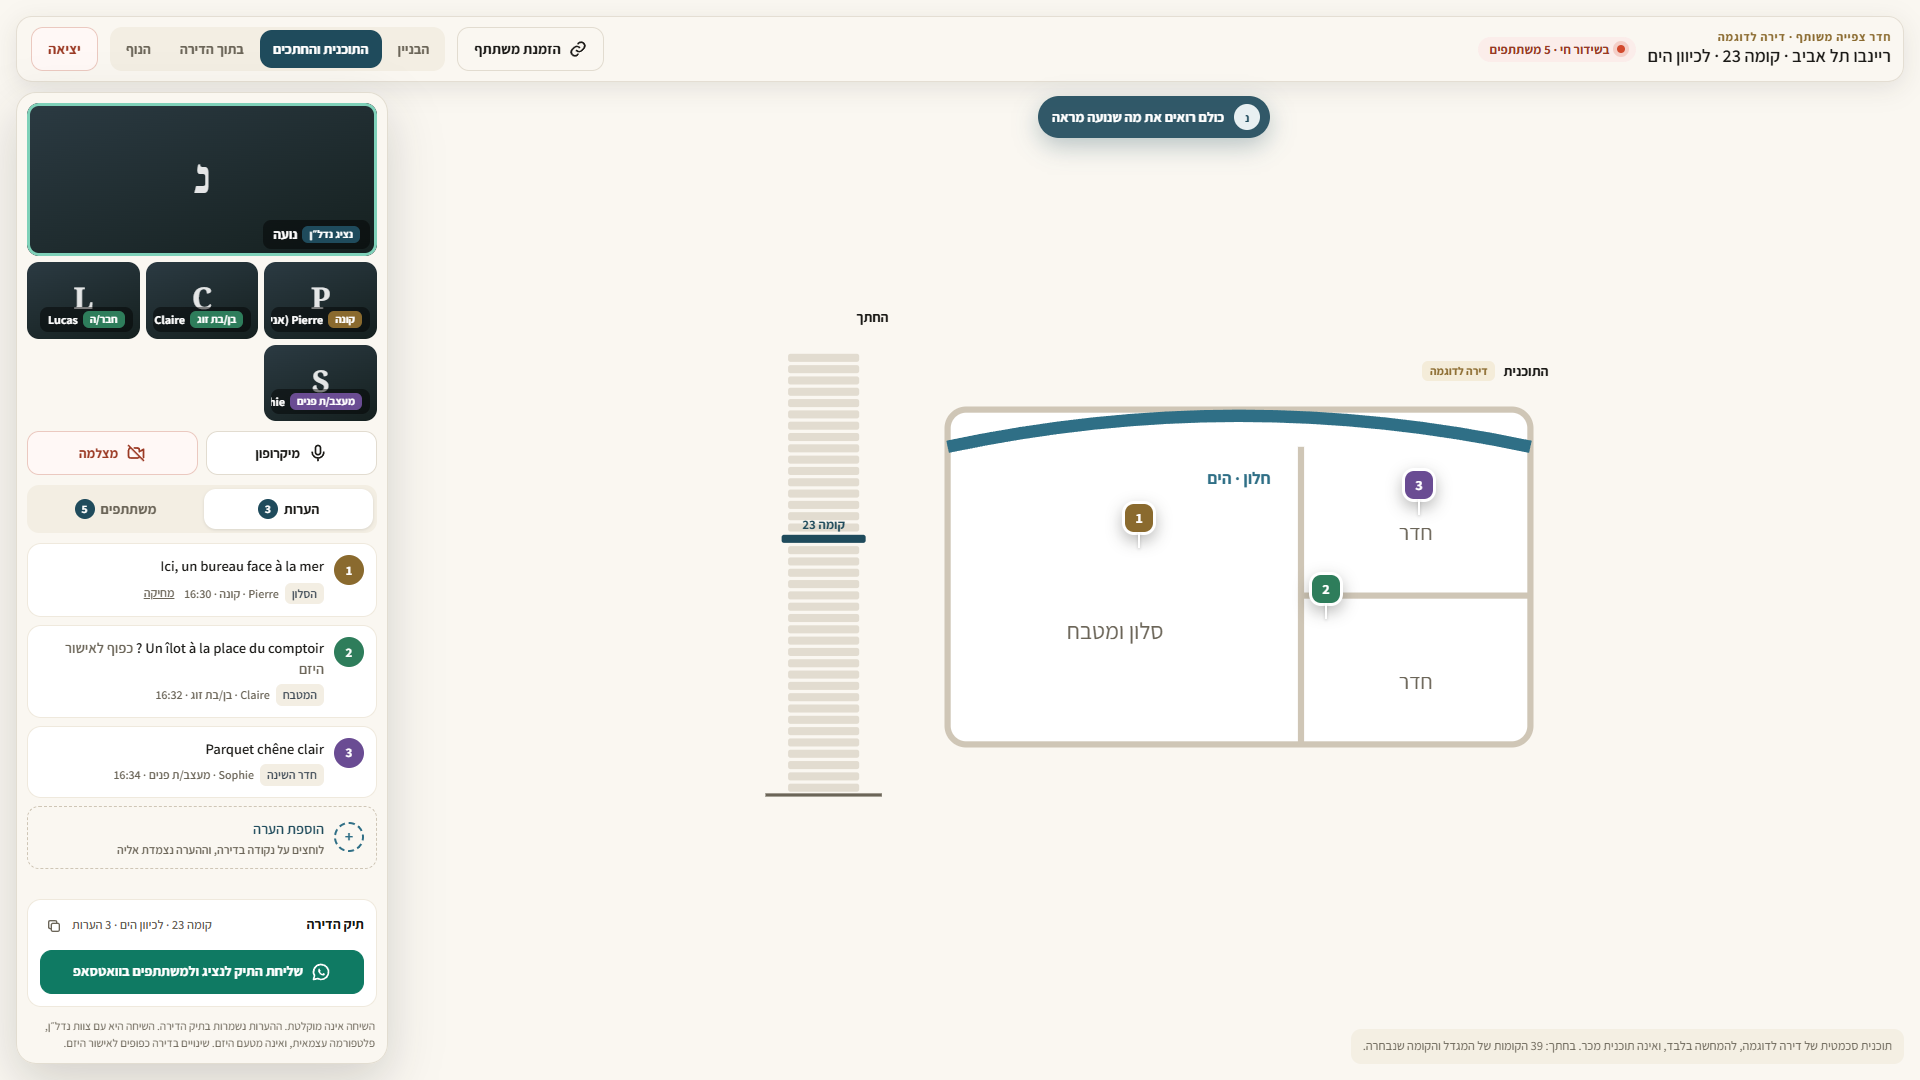 חדר צפייה משותף · דירה לדוגמה
ריינבו תל אביב · קומה 23 · לכיוון הים
בשידור חי · 5 משתתפים
הזמנת משתתף
הבניין
התוכנית והחתכים
בתוך הדירה
הנוף
יציאה
נ
כולם רואים את מה שנועה מראה
התוכנית
דירה לדוגמה
חלון · הים
1
3
חדר
2
סלון ומטבח
חדר
החתך
קומה 23
תוכנית סכמטית של דירה לדוגמה, להמחשה בלבד, ואינה תוכנית מכר. בחתך: 39 הקומות של המגדל והקומה שנבחרה.
נ
נציג נדל״ן
נועה
P
קונה
Pierre (אני
C
בן/בת זוג
Claire
L
חבר/ה
Lucas
S
מעצב/ת פנים
hie
מיקרופון
מצלמה
הערות
3
משתתפים
5
1
Ici, un bureau face à la mer
הסלון
Pierre · קונה · 16:30
מחיקה
2
Un îlot à la place du comptoir ? כפוף לאישור
היזם
המטבח
Claire · בן/בת זוג · 16:32
3
Parquet chêne clair
חדר השינה
Sophie · מעצב/ת פנים · 16:34
+
הוספת הערה
לוחצים על נקודה בדירה, וההערה נצמדת אליה
תיק הדירה
קומה 23 · לכיוון הים · 3 הערות
שליחת התיק לנציג ולמשתתפים בוואטסאפ
השיחה אינה מוקלטת. ההערות נשמרות בתיק הדירה. השיחה היא עם צוות נדל״ן,
פלטפורמה עצמאית, ואינה מטעם היזם. שינויים בדירה כפופים לאישור היזם.